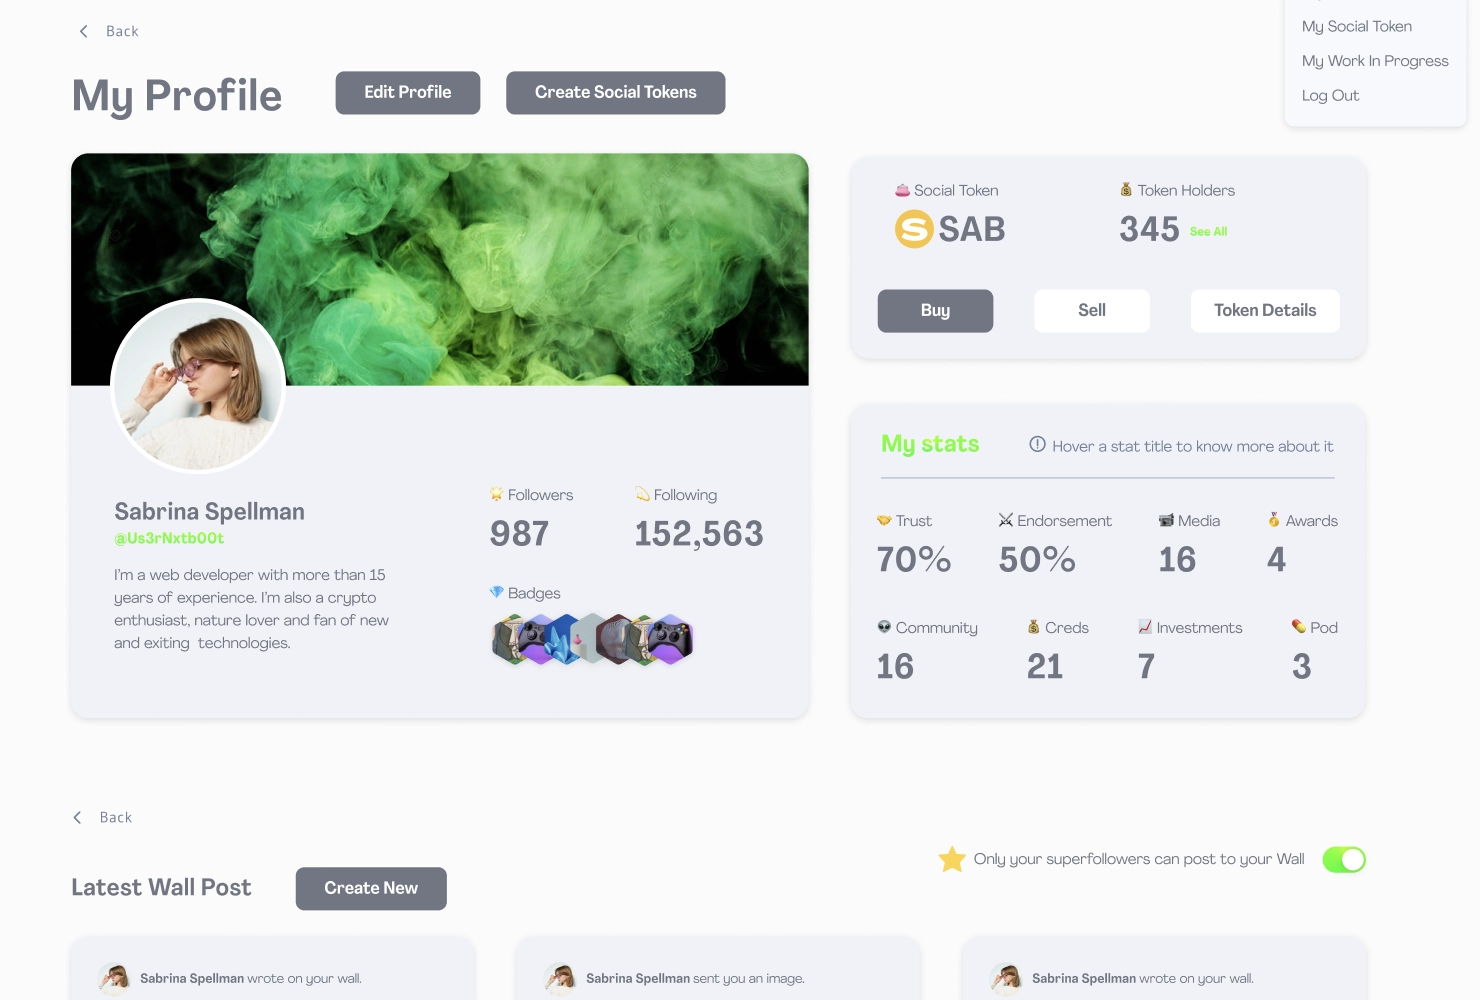 Back
My Social Token
My Work In Progress
Log Out
My Profile
Edit Profile
Create Social Tokens
Social Token
SAB
Token Holders
345 See All
Buy
Sell
Token Details
Sabrina Spellman
@Us3rNxtb00t
I'm a web developer with more than 15
years of experience. I'm also a crypto
enthusiast, nature lover and fan of new
and exiting technologies.
Followers
987
Following
152,563
Badges
My stats
Hover a stat title to know more about it
Trust
70%
Endorsement
50%
Media
16
Awards
4
Community
16
Creds
21
Investments
7
Pod
3
Back
Latest Wall Post
Create New
Only your superfollowers can post to your Wall
Sabrina Spellman wrote on your wall.
Sabrina Spellman sent you an image.
Sabrina Spellman wrote on your wall.